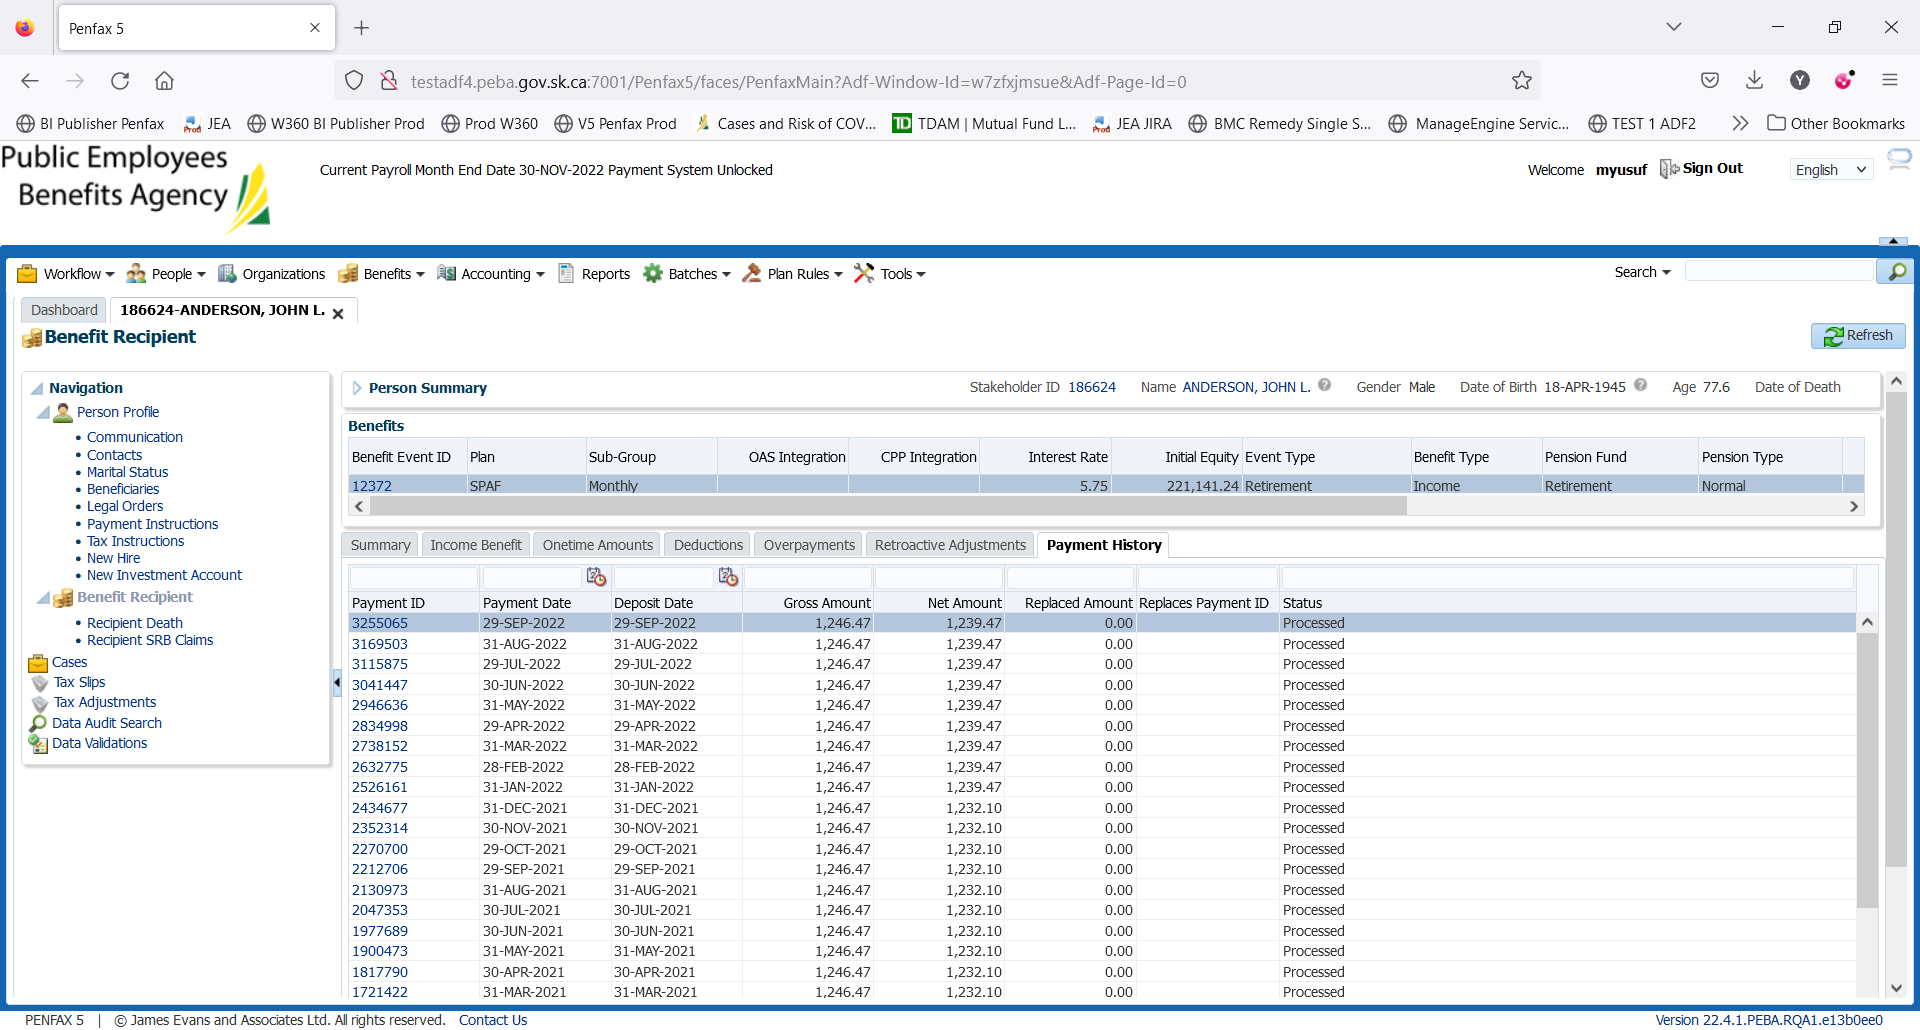 Penfax 5
testadf4.peba.gov.sk.ca:7001/Penfax5/faces/PenfaxMain?Adf-Window-Id=w7zfxjmsue&Adf-Page-Id=0
Y
BI Publisher Penfax JEA W360 BI Publisher Prod Prod W360 V5 Penfax Prod Cases and Risk of COV... TDAM | Mutual Fund L... JEA JIRA BMC Remedy Single S... ManageEngine Servic... TEST 1 ADF2 Other Bookmarks
Public Employees
Benefits Agency
Current Payroll Month End Date 30-NOV-2022 Payment System Unlocked
Welcome myusuf Sign Out English
Workflow People Organizations Benefits Accounting Reports Batches Plan Rules Tools Search
Dashboard 186624-ANDERSON, JOHN L.
Benefit Recipient
Refresh
Navigation
Person Profile
Communication
Contacts
Marital Status
Beneficiaries
Legal Orders
Payment Instructions
Tax Instructions
New Hire
New Investment Account
Benefit Recipient
Recipient Death
Recipient SRB Claims
Cases
Tax Slips
Tax Adjustments
Data Audit Search
Data Validations
Person Summary Stakeholder ID 186624 Name ANDERSON, JOHN L. Gender Male Date of Birth 18-APR-1945 Age 77.6 Date of Death
Benefits
Benefit Event ID Plan Sub-Group OAS Integration CPP Integration Interest Rate Initial Equity Event Type Benefit Type Pension Fund Pension Type
12372 SPAF Monthly 5.75 221,141.24 Retirement Income Retirement Normal
Summary Income Benefit Onetime Amounts Deductions Overpayments Retroactive Adjustments Payment History
Payment ID Payment Date Deposit Date Gross Amount Net Amount Replaced Amount Replaces Payment ID Status
3255065 29-SEP-2022 29-SEP-2022 1,246.47 1,239.47 0.00 Processed
3169503 31-AUG-2022 31-AUG-2022 1,246.47 1,239.47 0.00 Processed
3115875 29-JUL-2022 29-JUL-2022 1,246.47 1,239.47 0.00 Processed
3041447 30-JUN-2022 30-JUN-2022 1,246.47 1,239.47 0.00 Processed
2946636 31-MAY-2022 31-MAY-2022 1,246.47 1,239.47 0.00 Processed
2834998 29-APR-2022 29-APR-2022 1,246.47 1,239.47 0.00 Processed
2738152 31-MAR-2022 31-MAR-2022 1,246.47 1,239.47 0.00 Processed
2632775 28-FEB-2022 28-FEB-2022 1,246.47 1,239.47 0.00 Processed
2526161 31-JAN-2022 31-JAN-2022 1,246.47 1,239.47 0.00 Processed
2434677 31-DEC-2021 31-DEC-2021 1,246.47 1,232.10 0.00 Processed
2352314 30-NOV-2021 30-NOV-2021 1,246.47 1,232.10 0.00 Processed
2270700 29-OCT-2021 29-OCT-2021 1,246.47 1,232.10 0.00 Processed
2212706 29-SEP-2021 29-SEP-2021 1,246.47 1,232.10 0.00 Processed
2130973 31-AUG-2021 31-AUG-2021 1,246.47 1,232.10 0.00 Processed
2047353 30-JUL-2021 30-JUL-2021 1,246.47 1,232.10 0.00 Processed
1977689 30-JUN-2021 30-JUN-2021 1,246.47 1,232.10 0.00 Processed
1900473 31-MAY-2021 31-MAY-2021 1,246.47 1,232.10 0.00 Processed
1817790 30-APR-2021 30-APR-2021 1,246.47 1,232.10 0.00 Processed
1721422 31-MAR-2021 31-MAR-2021 1,246.47 1,232.10 0.00 Processed
PENFAX 5 | © James Evans and Associates Ltd. All rights reserved. Contact Us Version 22.4.1.PEBA.RQA1.e13b0ee0